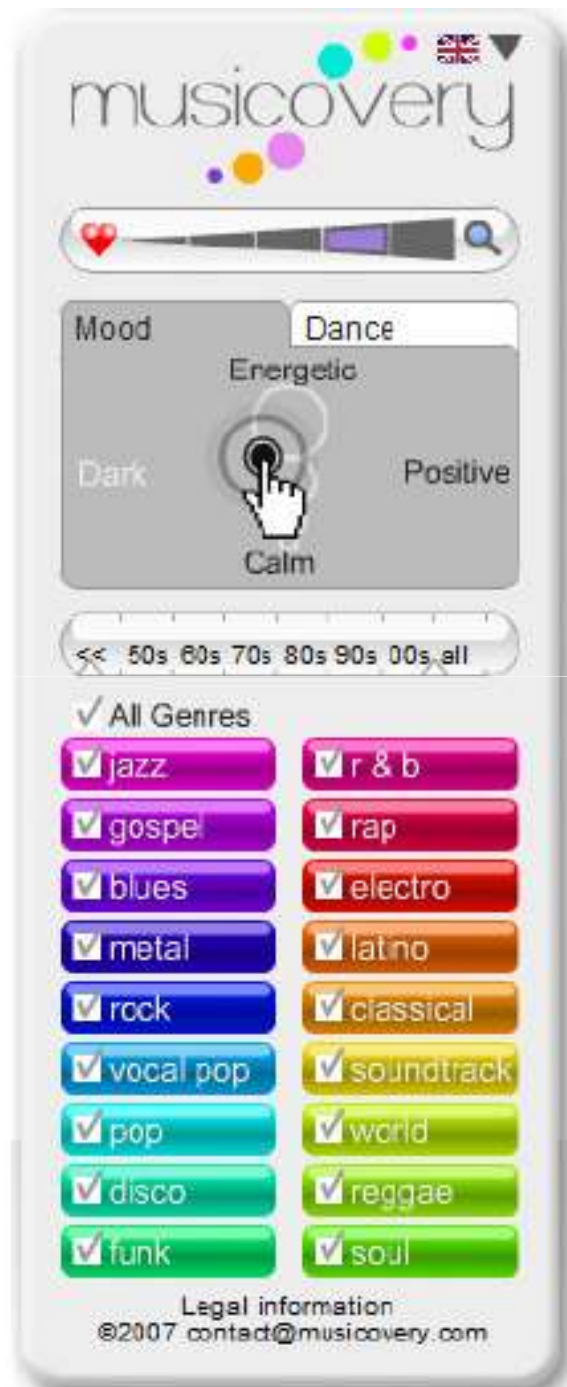 musicovery
Mood Dance
Energetic
Dark Positive
Calm
<< 50s 60s 70s 80s 90s 00s all
All Genres
jazz r & b
gospel rap
blues electro
metal latino
rock classical
vocal pop soundtrack
pop world
disco reggae
funk soul
Legal information
©2007 contact@musicovery.com